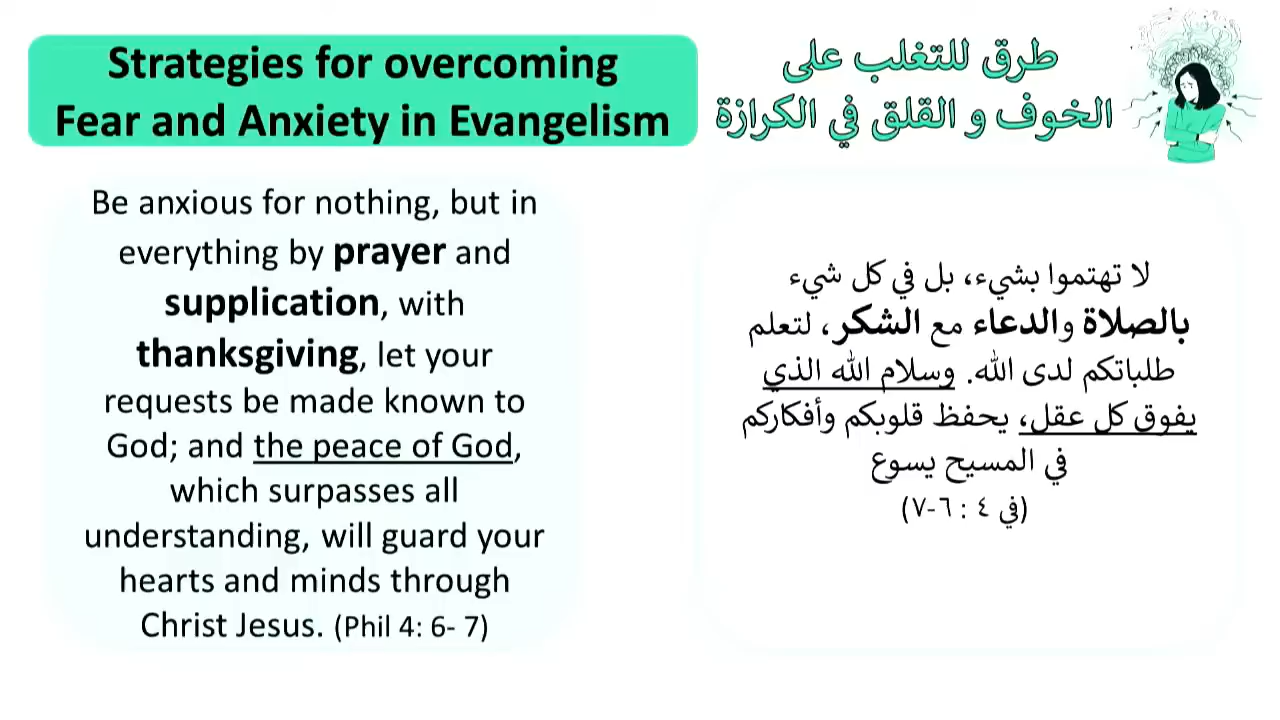 Strategies for overcoming
Fear and Anxiety in Evangelism
طرق للتغلب على
الخوف و القلق في الكرازة
Be anxious for nothing, but in
everything by prayer and
supplication, with
thanksgiving, let your
requests be made known to
God; and the peace of God,
which surpasses all
understanding, will guard your
hearts and minds through
Christ Jesus. (Phil 4: 6- 7)
لا تهتموا بشيء، بل في كل شيء
بالصلاة والدعاء مع الشكر، لتعلم
طلباتكم لدى الله. وسلام الله الذي
يفوق كل عقل، يحفظ قلوبكم وأفكاركم
في المسيح يسوع
(في ٤ : ٦-٧)